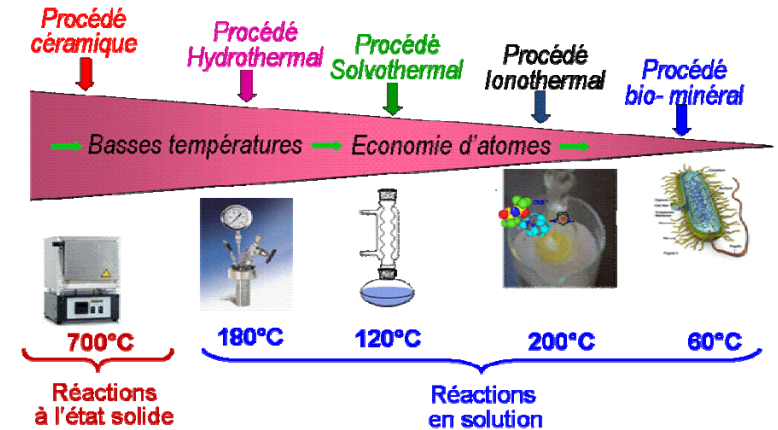 Procédé
céramique
Procédé
Hydrothermal
Procédé
Solvothermal
Procédé
Ionothermal
Procédé
bio- minéral
Basses températures
Economie d'atomes
700°C
180°C
120°C
200°C
60°C
Réactions
à l'état solide
Réactions
en solution